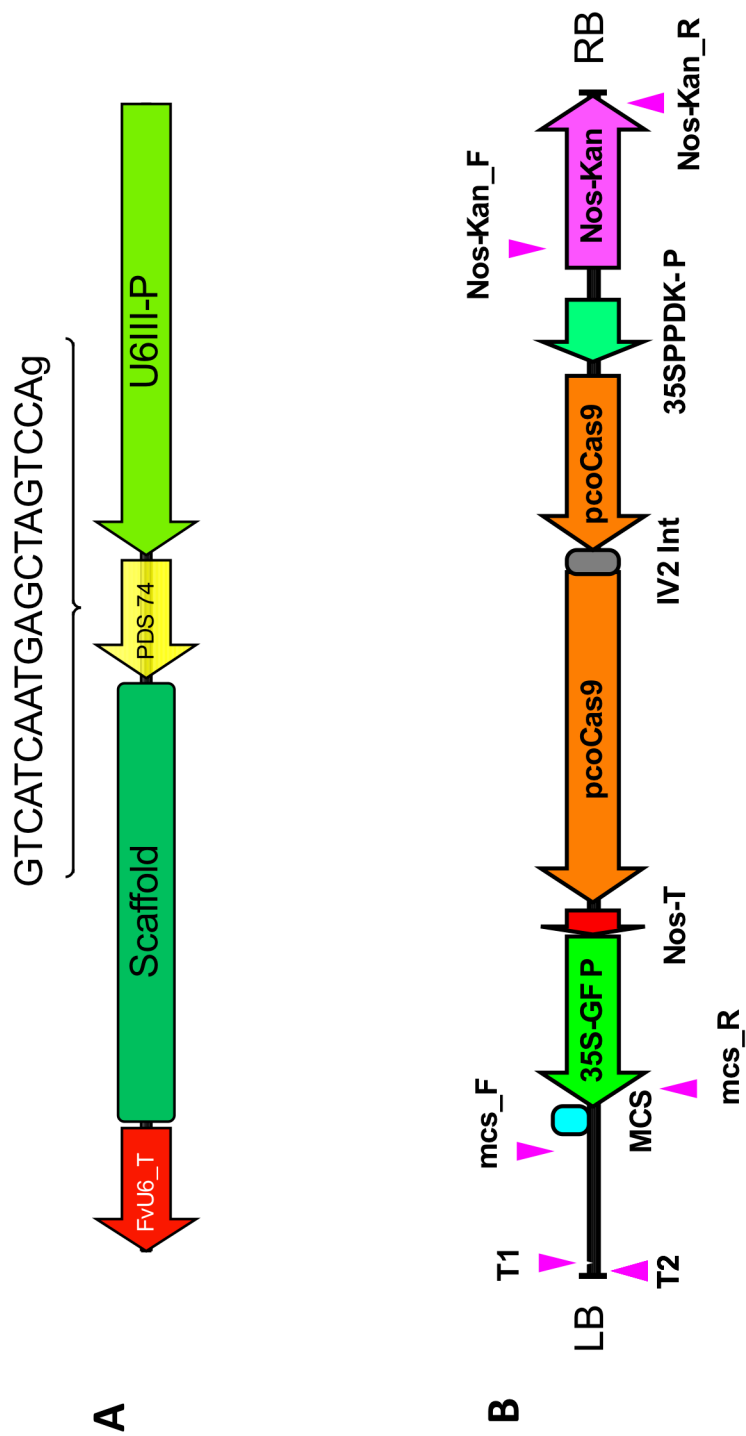 A
GTCATCAATGAGCTAGTCCAg
FvU6_T
Scaffold
PDS 74
U6III-P
B
LB
T1
T2
mcs_F
MCS
mcs_R
35S-GFP
Nos-T
pcoCas9
IV2 Int
pcoCas9
35SPPDK-P
Nos-Kan_F
Nos-Kan
Nos-Kan_R
RB